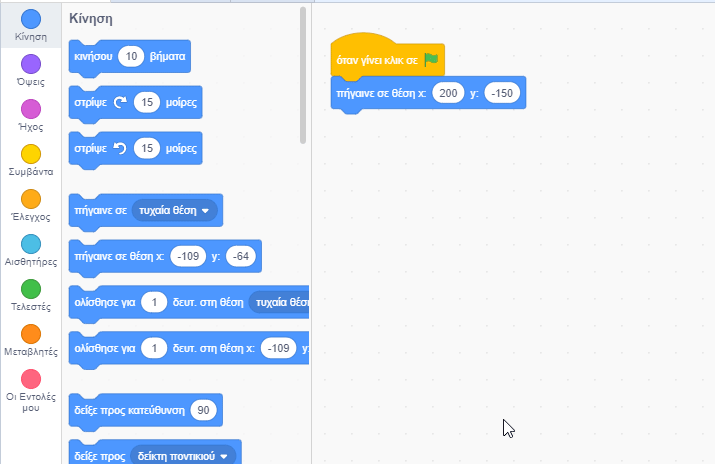 Κίνηση
Όψεις
Ήχος
Συμβάντα
Έλεγχος
Αισθητήρες
Τελεστές
Μεταβλητές
Οι Εντολές
μου
Κίνηση
κινήσου 10 βήματα
στρίψε 15 μοίρες
στρίψε 15 μοίρες
πήγαινε σε τυχαία θέση
πήγαινε σε θέση x: -109 y: -64
ολίσθησε για 1 δευτ. στη θέση τυχαία θέσ
ολίσθησε για 1 δευτ. στη θέση x: -109 y:
δείξε προς κατεύθυνση 90
δείξε προς δείκτη ποντικιού
όταν γίνει κλικ σε
πήγαινε σε θέση x: 200 y: -150